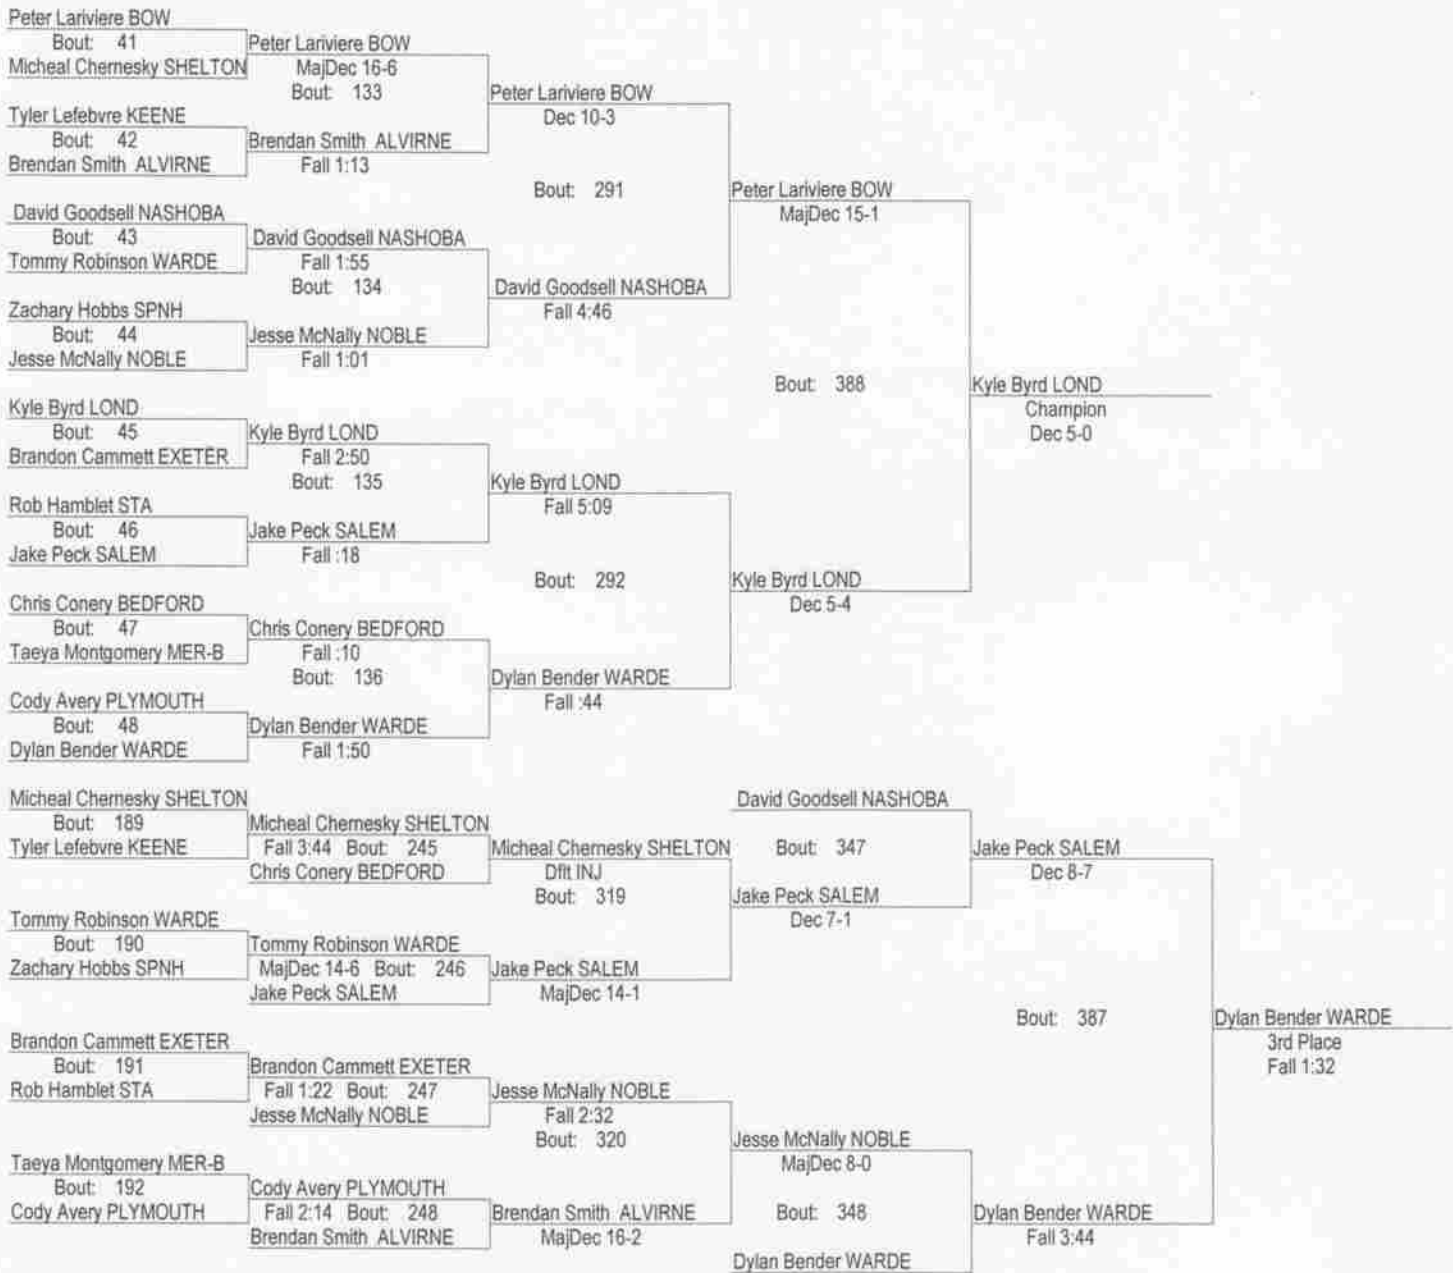 Peter Lariviere BOW
Bout: 41
Micheal Chernesky SHELTON
Peter Lariviere BOW
MajDec 16-6
Bout: 133
Peter Lariviere BOW
Dec 10-3
Tyler Lefebvre KEENE
Bout: 42
Brendan Smith ALVIRNE
Brendan Smith ALVIRNE
Fall 1:13
Bout: 291
Peter Lariviere BOW
MajDec 15-1
David Goodsell NASHOBA
Bout: 43
Tommy Robinson WARDE
David Goodsell NASHOBA
Fall 1:55
Bout: 134
David Goodsell NASHOBA
Fall 4:46
Zachary Hobbs SPNH
Bout: 44
Jesse McNally NOBLE
Jesse McNally NOBLE
Fall 1:01
Bout: 388
Kyle Byrd LOND
Champion
Dec 5-0
Kyle Byrd LOND
Bout: 45
Brandon Cammett EXETER
Kyle Byrd LOND
Fall 2:50
Bout: 135
Kyle Byrd LOND
Fall 5:09
Rob Hamblet STA
Bout: 46
Jake Peck SALEM
Jake Peck SALEM
Fall :18
Bout: 292
Kyle Byrd LOND
Dec 5-4
Chris Conery BEDFORD
Bout: 47
Taeya Montgomery MER-B
Chris Conery BEDFORD
Fall :10
Bout: 136
Dylan Bender WARDE
Fall :44
Cody Avery PLYMOUTH
Bout: 48
Dylan Bender WARDE
Dylan Bender WARDE
Fall 1:50
Micheal Chernesky SHELTON
Bout: 189
Tyler Lefebvre KEENE
Micheal Chernesky SHELTON
Fall 3:44 Bout: 245
Chris Conery BEDFORD
Micheal Chernesky SHELTON
Dflt INJ
Bout: 319
David Goodsell NASHOBA
Bout: 347
Jake Peck SALEM
Dec 7-1
Jake Peck SALEM
Dec 8-7
Tommy Robinson WARDE
Bout: 190
Zachary Hobbs SPNH
Tommy Robinson WARDE
MajDec 14-6 Bout: 246
Jake Peck SALEM
Jake Peck SALEM
MajDec 14-1
Bout: 387
Dylan Bender WARDE
3rd Place
Fall 1:32
Brandon Cammett EXETER
Bout: 191
Rob Hamblet STA
Brandon Cammett EXETER
Fall 1:22 Bout: 247
Jesse McNally NOBLE
Jesse McNally NOBLE
Fall 2:32
Bout: 320
Jesse McNally NOBLE
MajDec 8-0
Taeya Montgomery MER-B
Bout: 192
Cody Avery PLYMOUTH
Cody Avery PLYMOUTH
Fall 2:14 Bout: 248
Brendan Smith ALVIRNE
Brendan Smith ALVIRNE
MajDec 16-2
Bout: 348
Dylan Bender WARDE
Dylan Bender WARDE
Fall 3:44